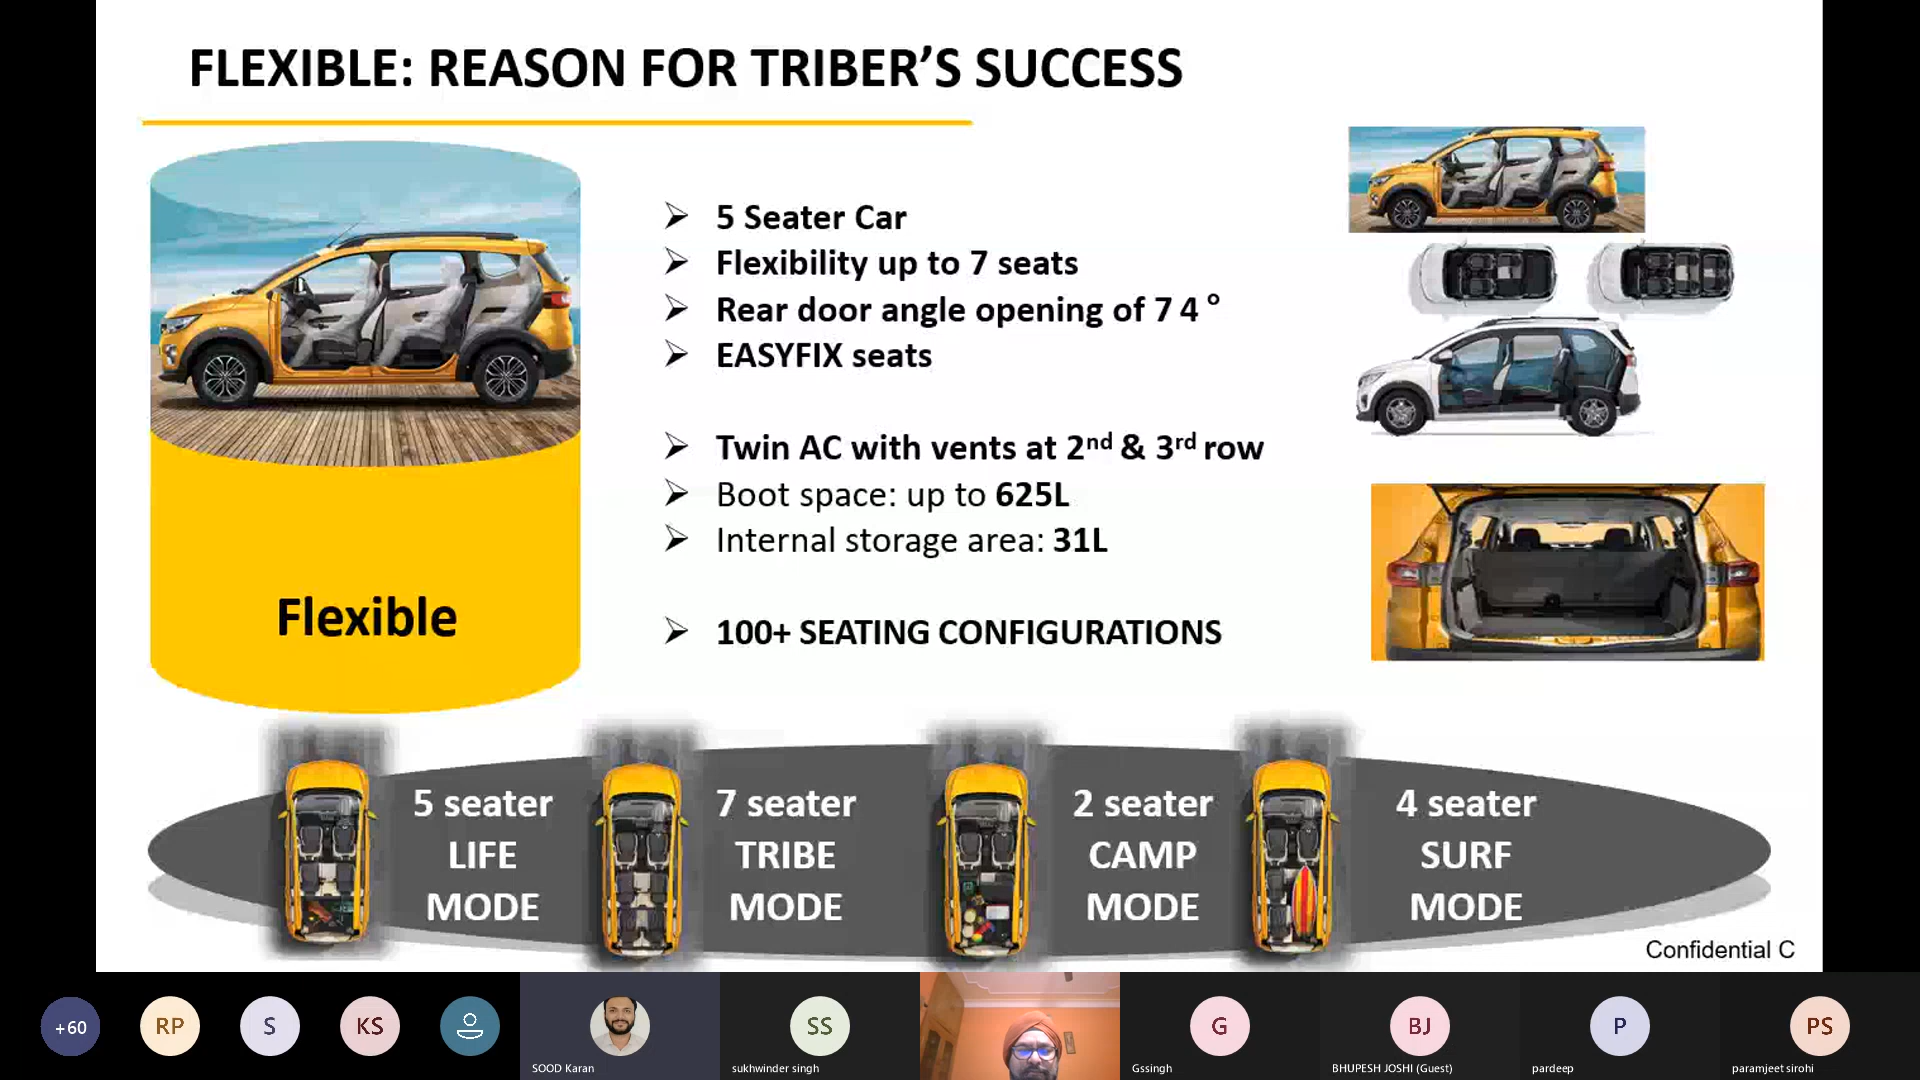 FLEXIBLE: REASON FOR TRIBER’S SUCCESS
5 Seater Car
Flexibility up to 7 seats
Rear door angle opening of 7 4 °
EASYFIX seats
Twin AC with vents at 2nd & 3rd row
Boot space: up to 625L
Internal storage area: 31L
100+ SEATING CONFIGURATIONS
Flexible
5 seater
LIFE
MODE
7 seater
TRIBE
MODE
2 seater
CAMP
MODE
4 seater
SURF
MODE
Confidential C
+60
RP
S
KS
SOOD Karan
SS
sukhwinder singh
G
Gssingh
BJ
BHUPESH JOSHI (Guest)
P
pardeep
PS
paramjeet sirohi